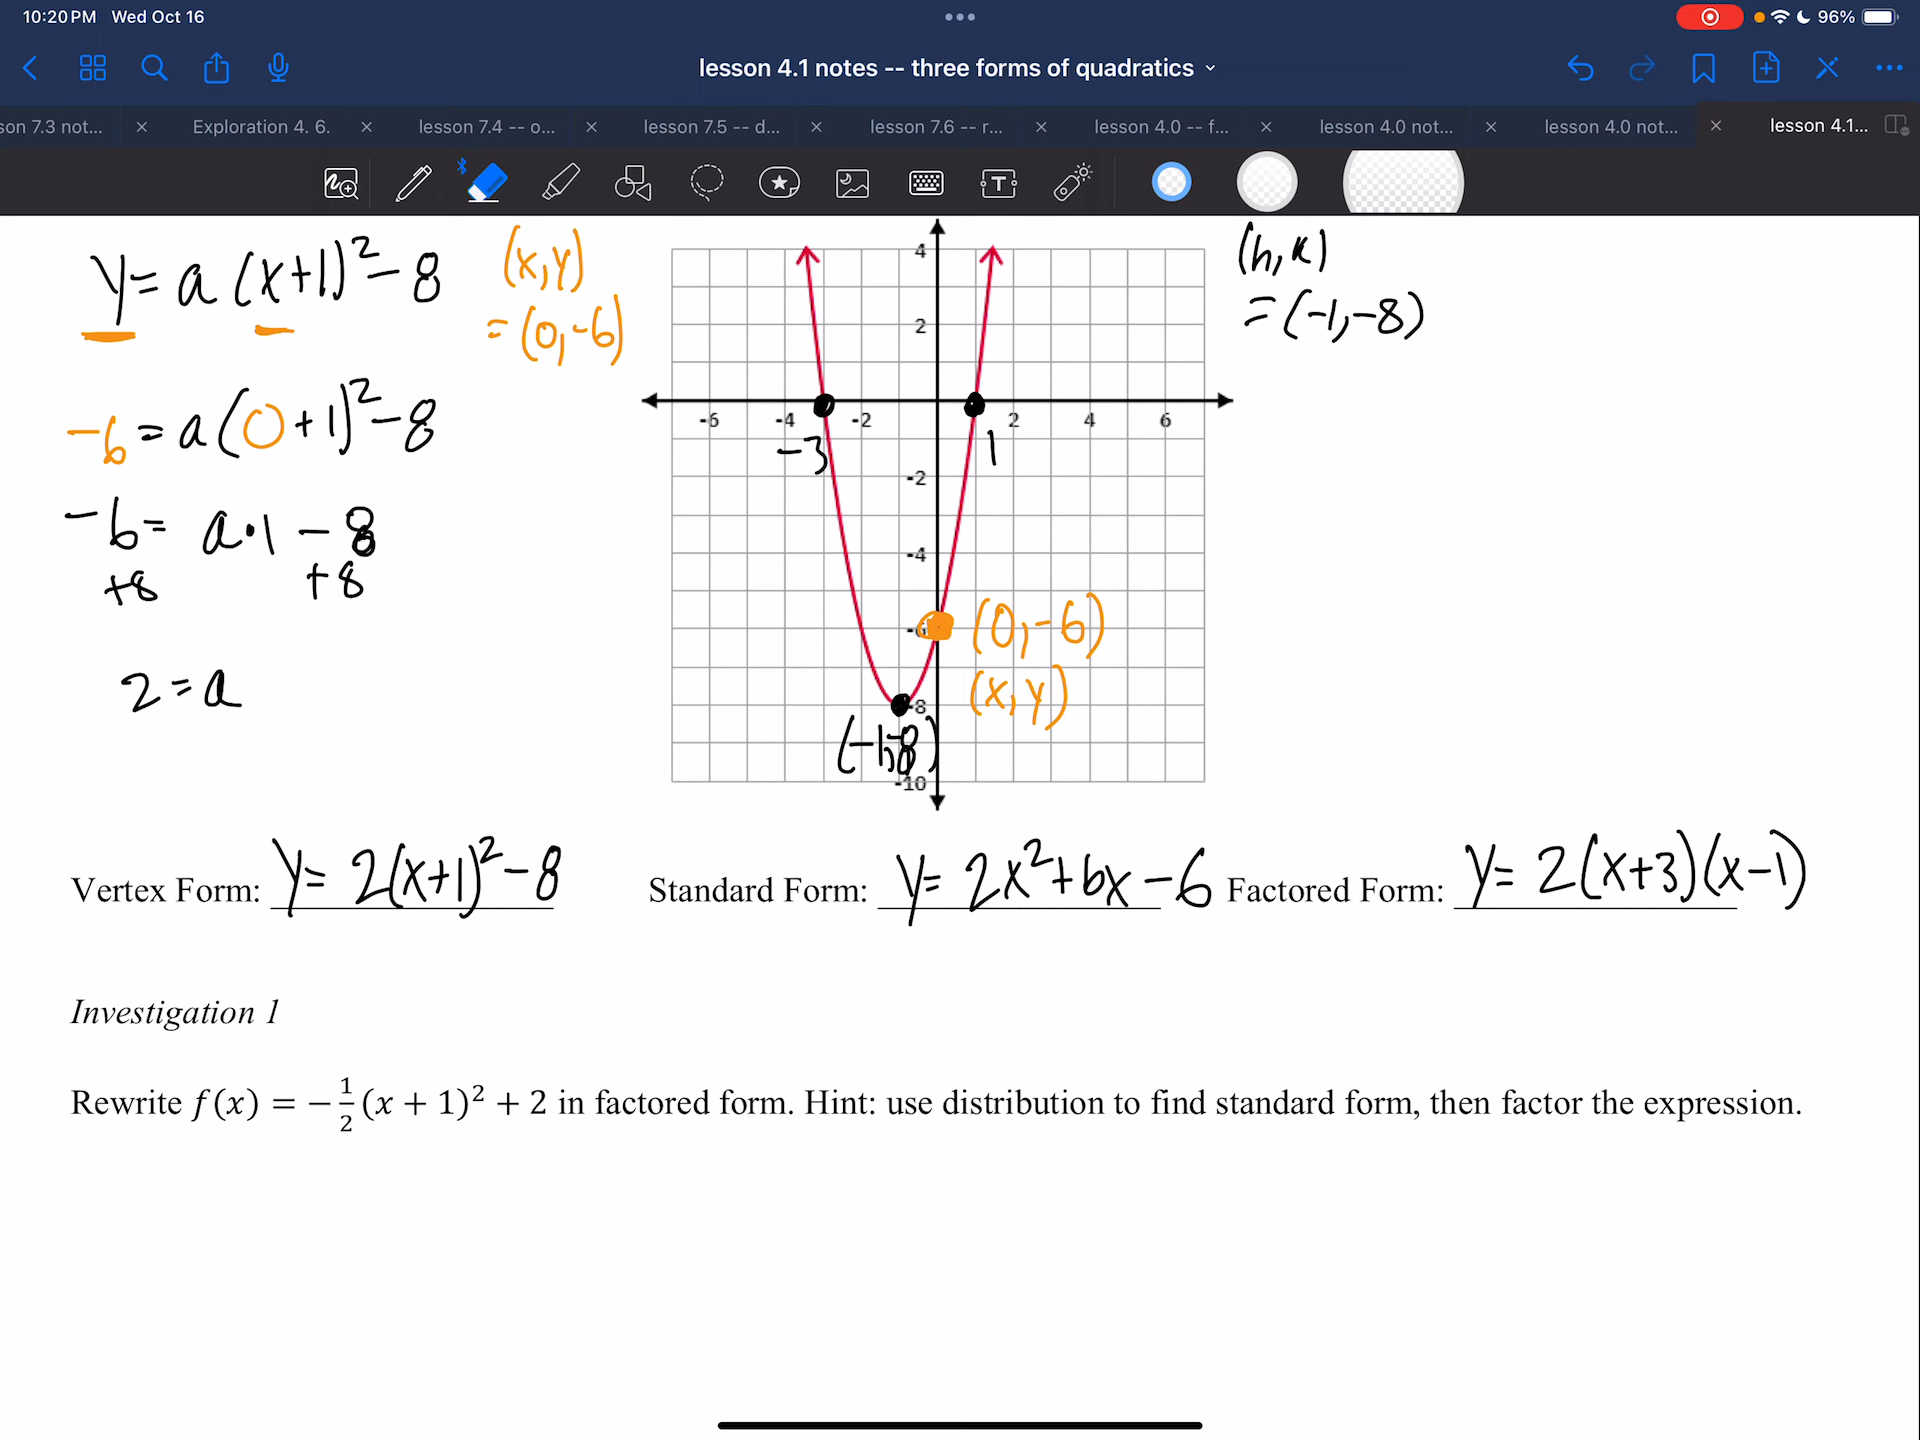 10:20 PM Wed Oct 16
96%
lesson 4.1 notes -- three forms of quadratics
son 7.3 not...
Exploration 4. 6.
lesson 7.4 -- o...
lesson 7.5 -- d...
lesson 7.6 -- r...
lesson 4.0 -- f...
lesson 4.0 not...
lesson 4.0 not...
lesson 4.1...
y = a (x+1)² - 8
(x,y)
= (0,-6)
-6 = a(0+1)² - 8
-6 = a·1 - 8
+8 +8
2 = a
4
2
-6 -4 -2 2 4 6
-3 1
-2
-4
-6
(0,-6)
(x,y)
-8
(-1,-8)
-10
(h,k)
= (-1,-8)
Vertex Form: y = 2(x+1)² - 8
Standard Form: y = 2x² + 6x - 6
Factored Form: y = 2(x+3)(x-1)
Investigation 1
Rewrite f(x) = −1/2(x + 1)² + 2 in factored form. Hint: use distribution to find standard form, then factor the expression.